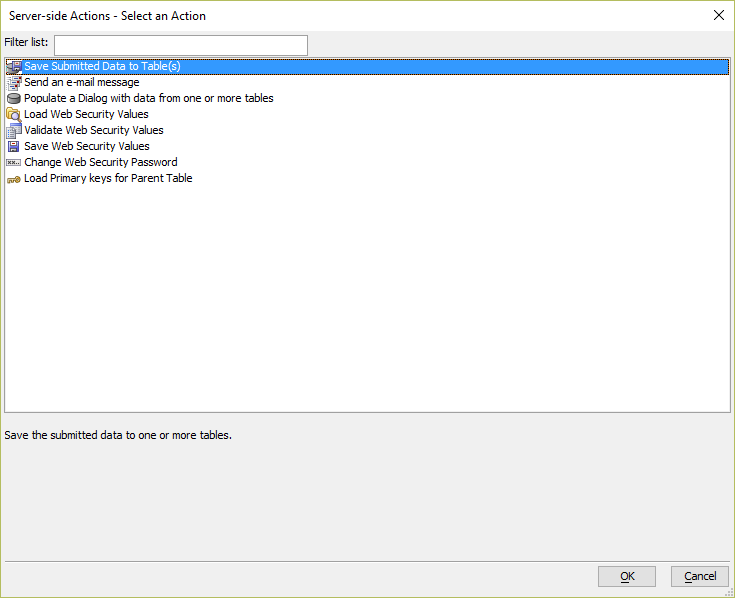 Server-side Actions - Select an Action
Filter list:
Save Submitted Data to Table(s)
Send an e-mail message
Populate a Dialog with data from one or more tables
Load Web Security Values
Validate Web Security Values
Save Web Security Values
Change Web Security Password
Load Primary keys for Parent Table
Save the submitted data to one or more tables.
OK Cancel